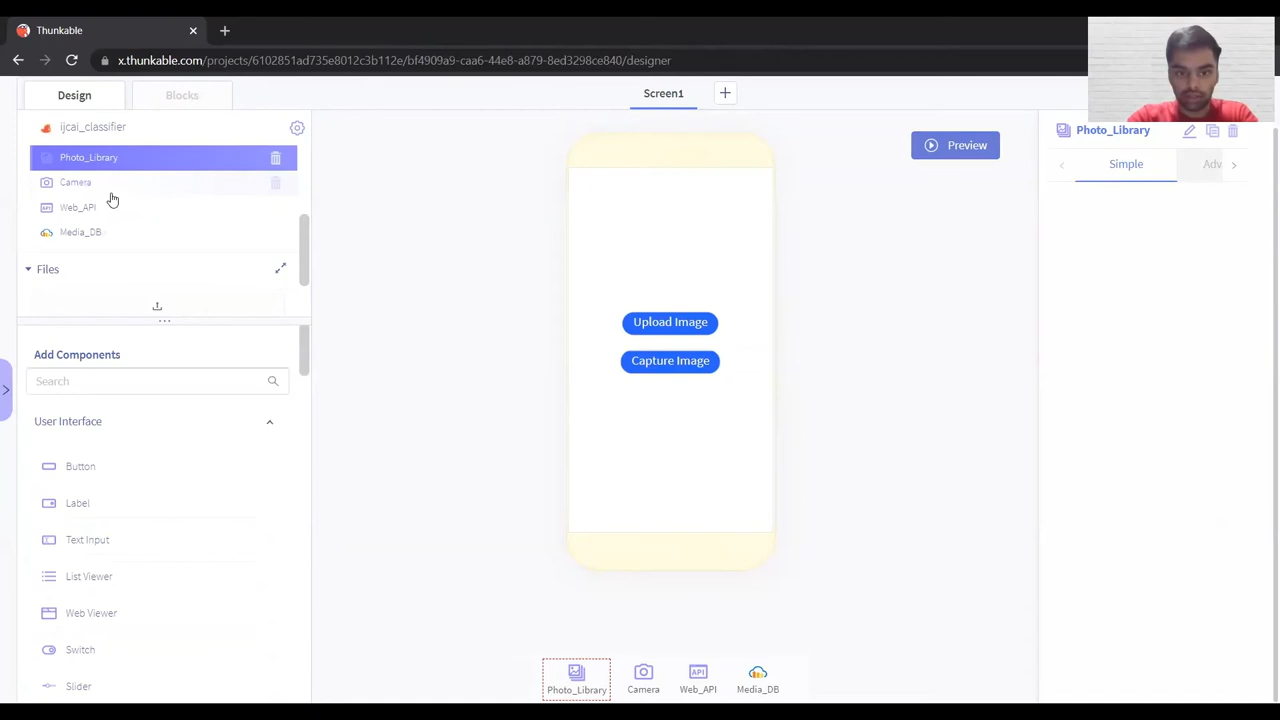 Thunkable
x.thunkable.com/projects/6102851ad735e8012c3b112e/bf4909a9-caa6-44e8-a879-8ed3298ce840/designer
Design
Blocks
Screen1
ijcai_classifier
Photo_Library
Camera
Web_API
Media_DB
Files
Add Components
Search
User Interface
Button
Label
Text Input
List Viewer
Web Viewer
Switch
Slider
Upload Image
Capture Image
Preview
Photo_Library
Camera
API
Web_API
Media_DB
Photo_Library
Simple
Adv